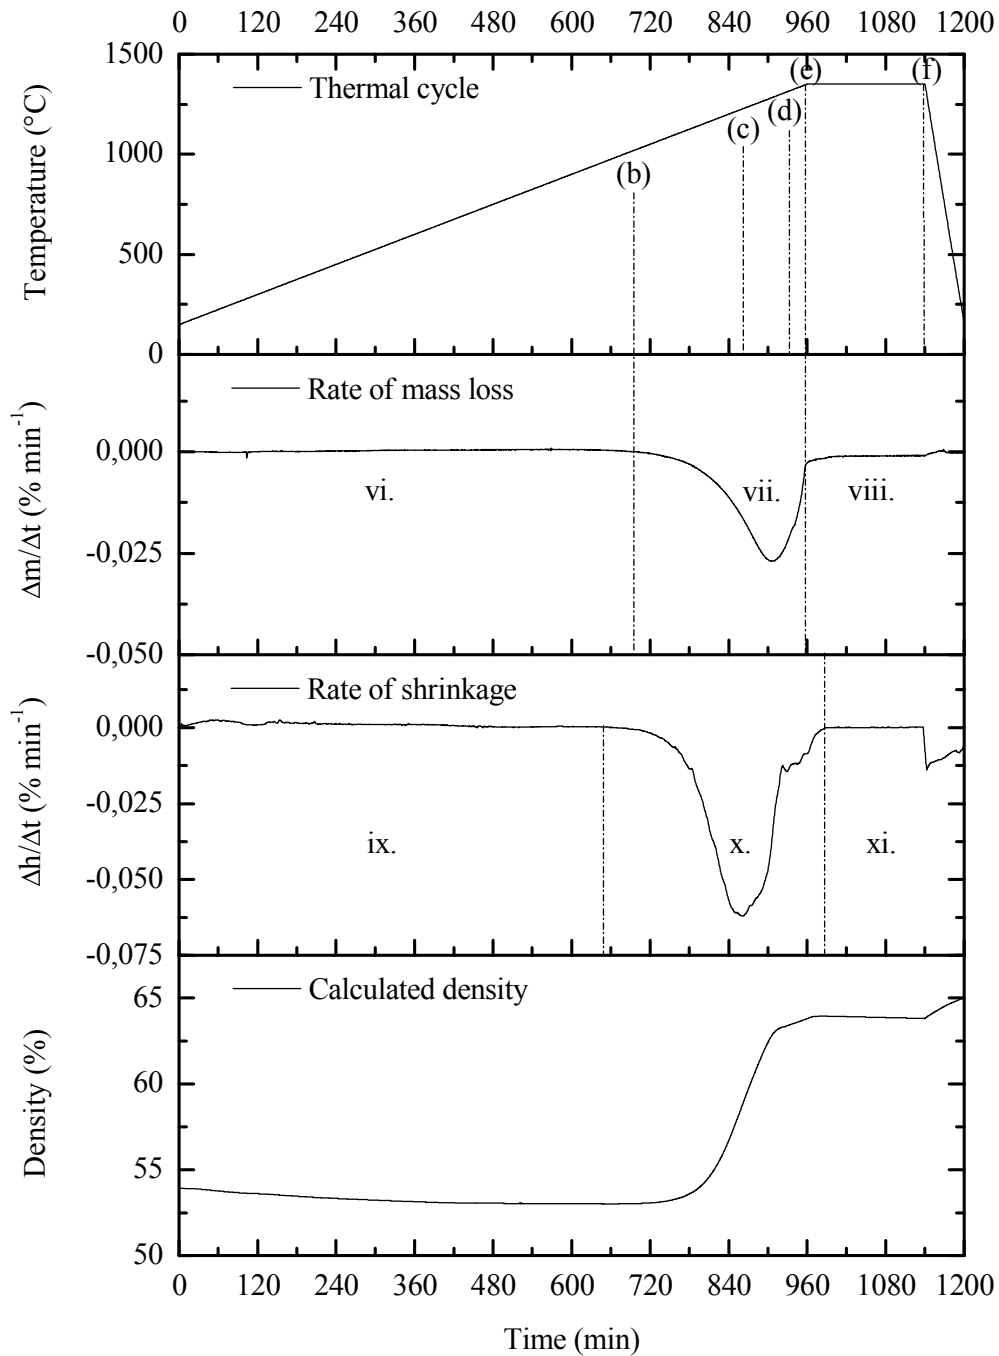 0 120 240 360 480 600 720 840 960 1080 1200
1500
1000
500
0
Temperature (°C)
Thermal cycle
(b)
(c)
(d)
(e)
(f)
Rate of mass loss
0,000
-0,025
-0,050
Δm/Δt (% min⁻¹)
vi.
vii.
viii.
Rate of shrinkage
0,000
-0,025
-0,050
-0,075
Δh/Δt (% min⁻¹)
ix.
x.
xi.
Calculated density
65
60
55
50
Density (%)
0 120 240 360 480 600 720 840 960 1080 1200
Time (min)